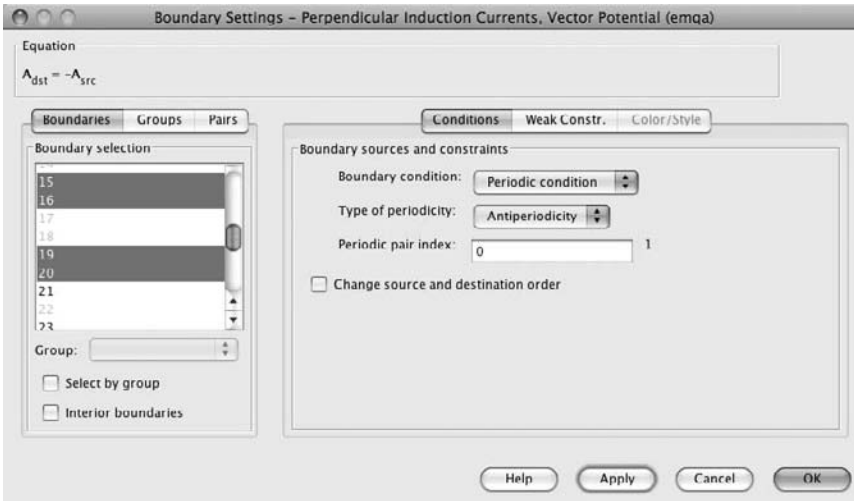 Boundary Settings – Perpendicular Induction Currents, Vector Potential (emqa)
Equation
A_dst = -A_src
Boundaries Groups Pairs
Boundary selection
15
16
17
18
19
20
21
22
23
Group:
Select by group
Interior boundaries
Conditions Weak Constr. Color/Style
Boundary sources and constraints
Boundary condition: Periodic condition
Type of periodicity: Antiperiodicity
Periodic pair index: 0 1
Change source and destination order
Help Apply Cancel OK